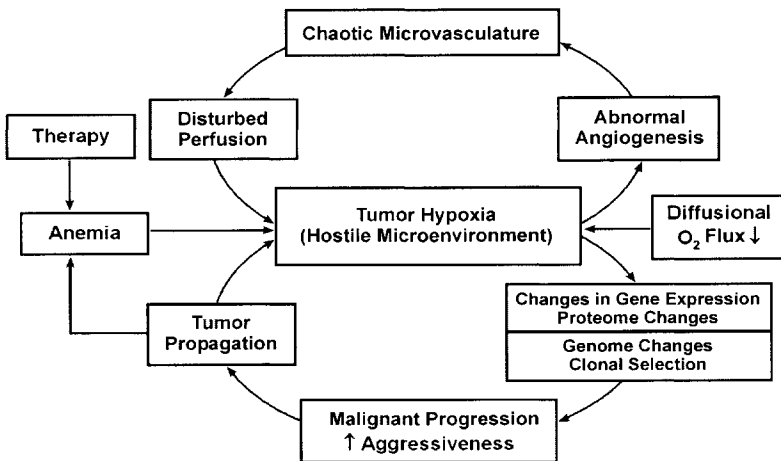 Chaotic Microvasculature
Disturbed
Perfusion
Abnormal
Angiogenesis
Therapy
Anemia
Tumor Hypoxia
(Hostile Microenvironment)
Diffusional
O₂ Flux ↓
Tumor
Propagation
Changes in Gene Expression
Proteome Changes
Genome Changes
Clonal Selection
Malignant Progression
↑ Aggressiveness